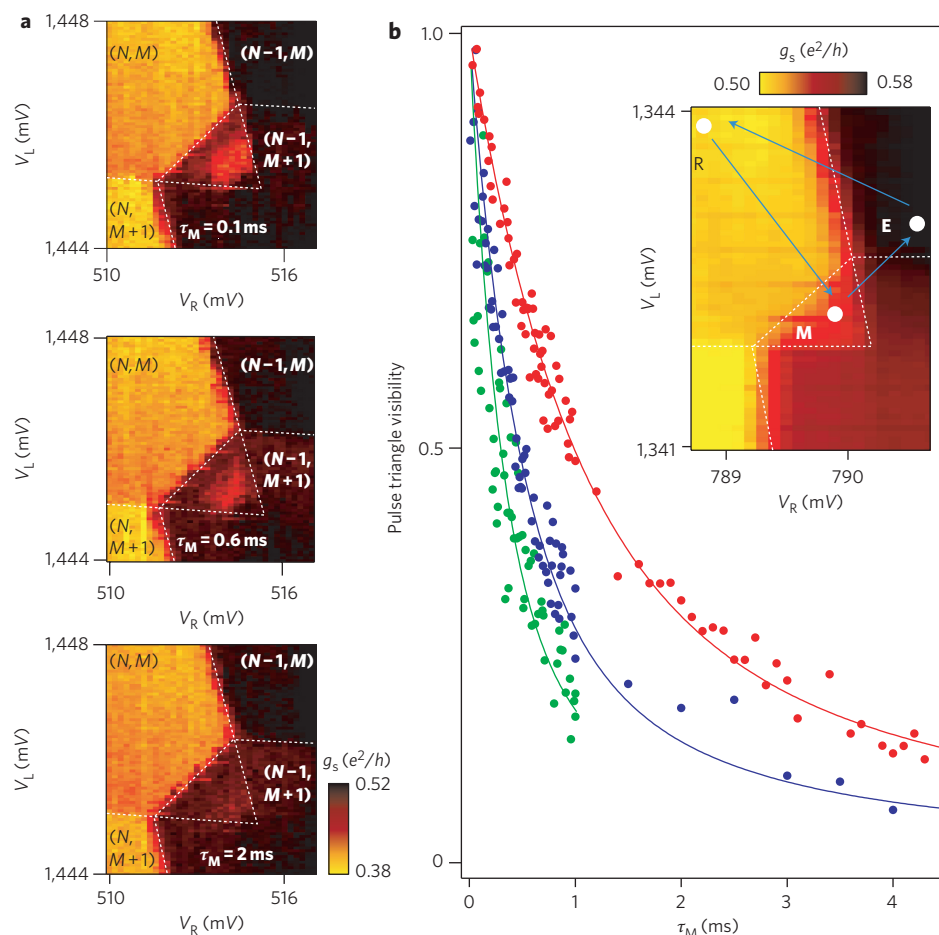 a
1,448
(N, M)
(N–1, M)
V_L (mV)
(N–1,
M+1)
(N,
M+1)
τ_M = 0.1 ms
1,444
510
516
V_R (mV)
1,448
(N, M)
(N–1, M)
V_L (mV)
(N–1,
M+1)
(N,
M+1)
τ_M = 0.6 ms
1,444
510
516
V_R (mV)
1,448
(N, M)
(N–1, M)
V_L (mV)
(N–1,
M+1)
(N,
M+1)
τ_M = 2 ms
1,444
510
516
V_R (mV)
g_s (e²/h)
0.52
0.38
b
1.0
0.5
0
Pulse triangle visibility
0
1
2
3
4
τ_M (ms)
g_s (e²/h)
0.50
0.58
1,344
R
E
M
V_L (mV)
1,341
789
790
V_R (mV)